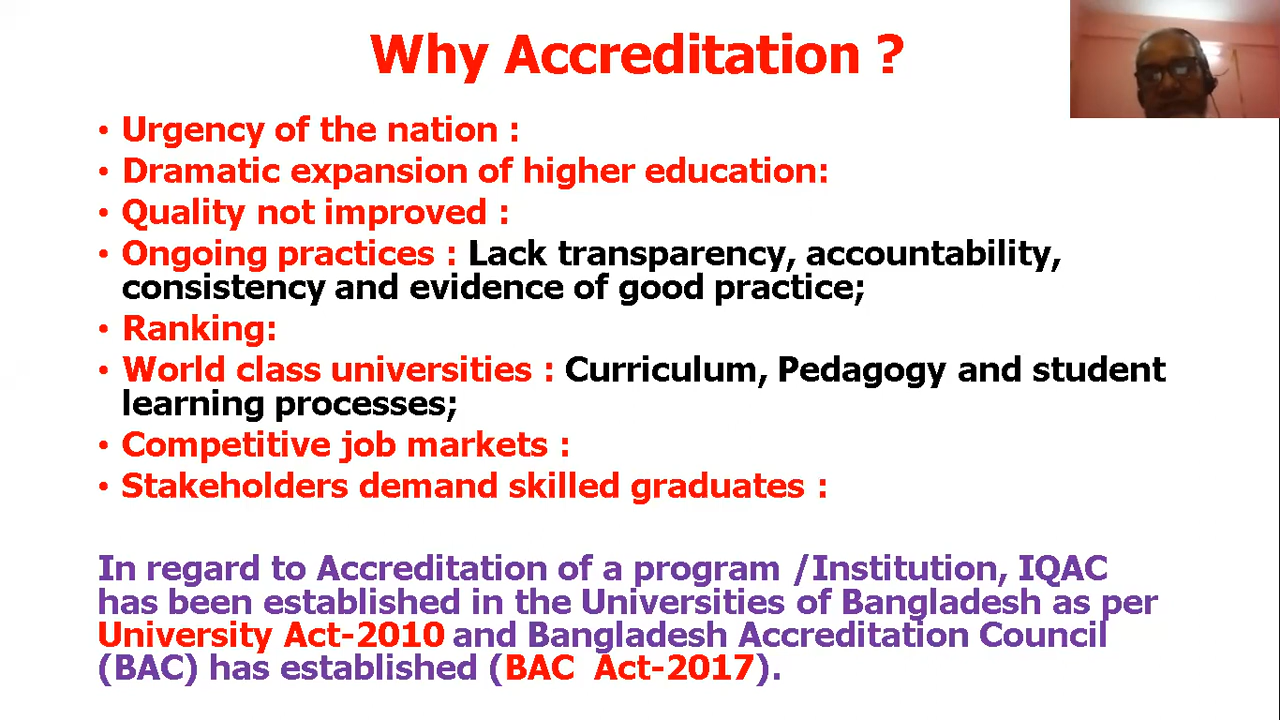 Why Accreditation ?
• Urgency of the nation :
• Dramatic expansion of higher education:
• Quality not improved :
• Ongoing practices : Lack transparency, accountability,
consistency and evidence of good practice;
• Ranking:
• World class universities : Curriculum, Pedagogy and student
learning processes;
• Competitive job markets :
• Stakeholders demand skilled graduates :
In regard to Accreditation of a program /Institution, IQAC
has been established in the Universities of Bangladesh as per
University Act-2010 and Bangladesh Accreditation Council
(BAC) has established (BAC Act-2017).